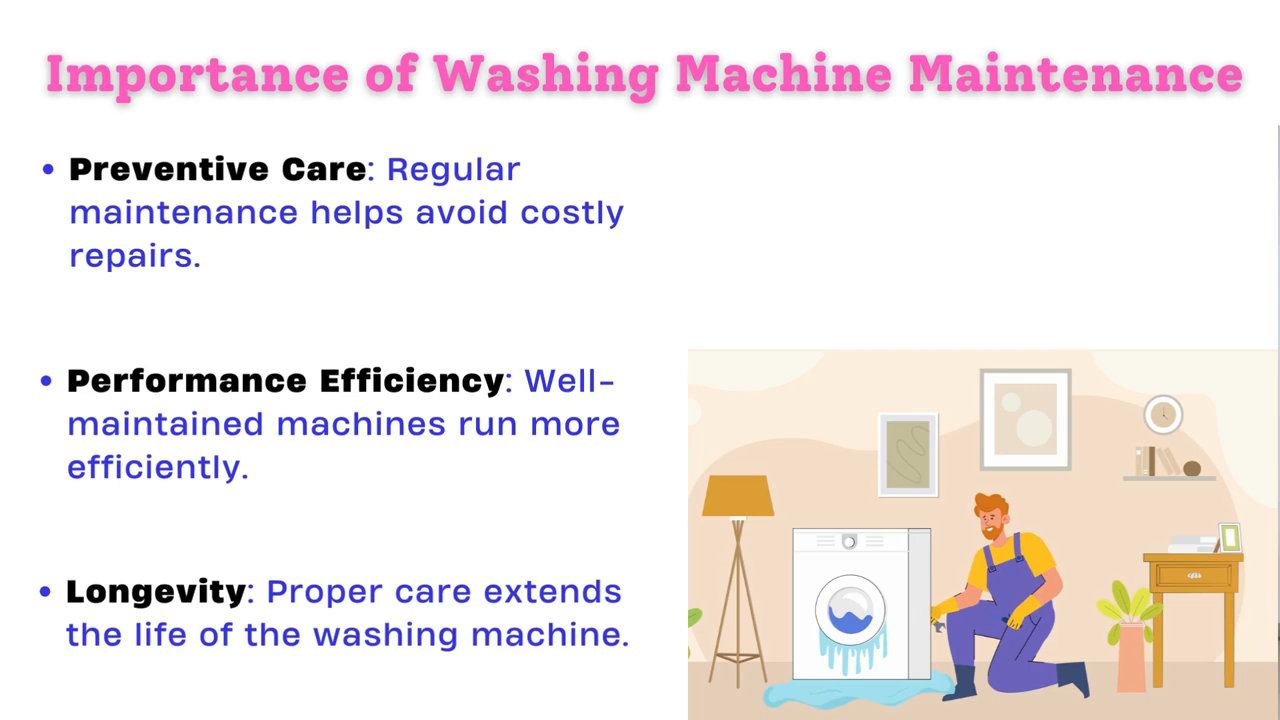 Importance of Washing Machine Maintenance
• Preventive Care: Regular
maintenance helps avoid costly
repairs.
• Performance Efficiency: Well-
maintained machines run more
efficiently.
• Longevity: Proper care extends
the life of the washing machine.